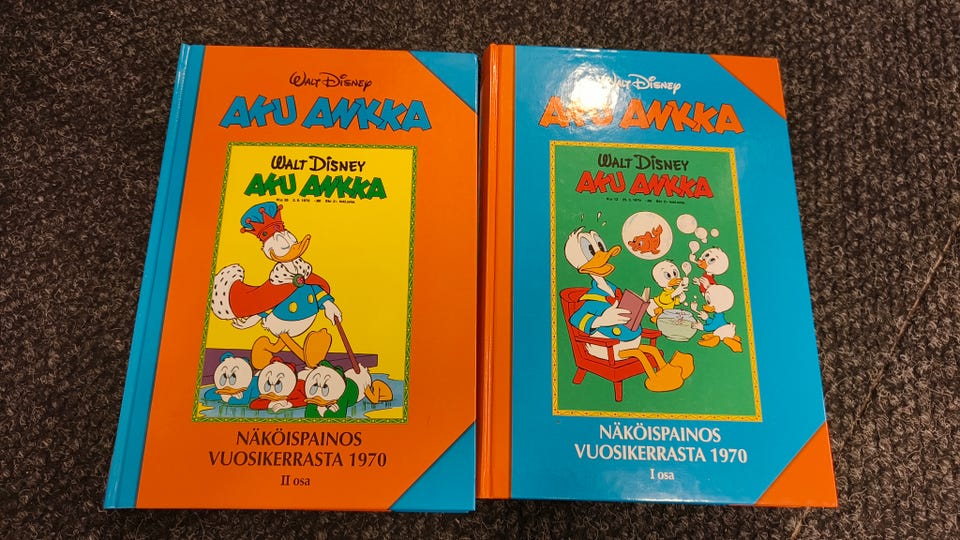 WALT DISNEY
AKU ANKKA
WALT DISNEY
AKU ANKKA
NÄKÖISPAINOS
VUOSIKERRASTA 1970
II osa
WALT DISNEY
AKU ANKKA
WALT DISNEY
AKU ANKKA
NÄKÖISPAINOS
VUOSIKERRASTA 1970
I osa